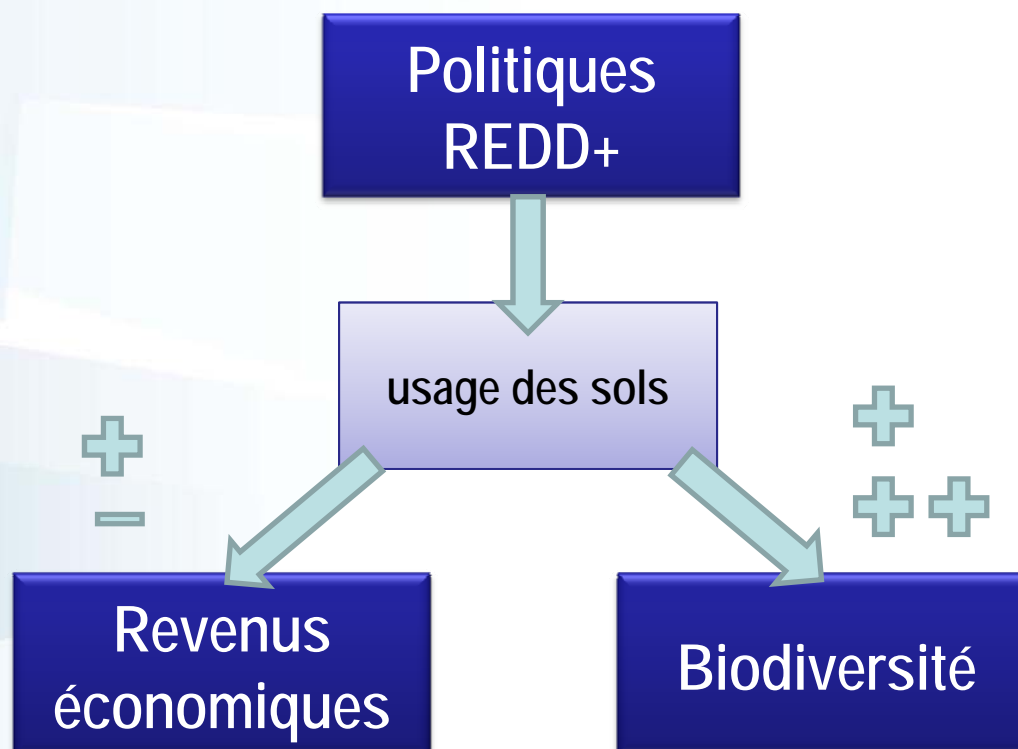 Politiques
REDD+
usage des sols
Revenus
économiques
Biodiversité